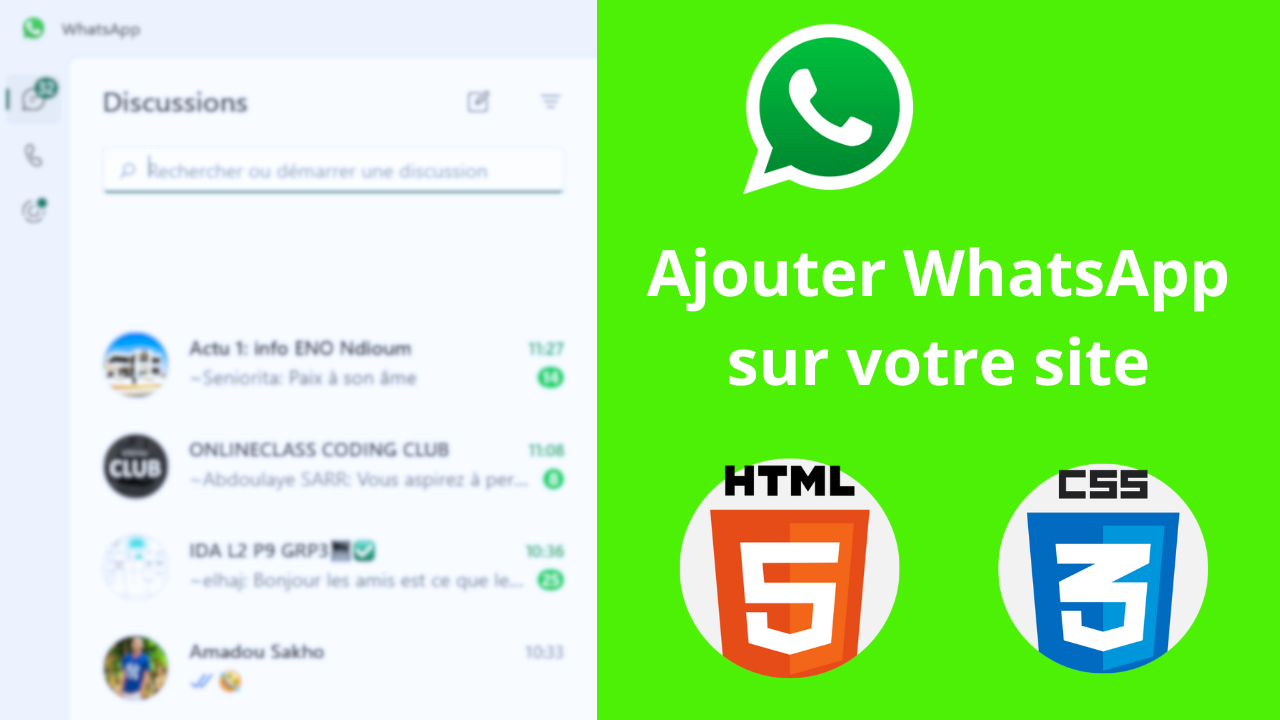 WhatsApp
32
Discussions
Rechercher ou démarrer une discussion
Actu 1: info ENO Ndioum 11:27
~Seniorita: Paix à son âme 14
CLUB
ONLINECLASS CODING CLUB 11:08
~Abdoulaye SARR: Vous aspirez à per... 8
IDA L2 P9 GRP3 10:36
~elhaj: Bonjour les amis est ce que le... 25
Amadou Sakho 10:33
Ajouter WhatsApp
sur votre site
HTML
5
CSS
3